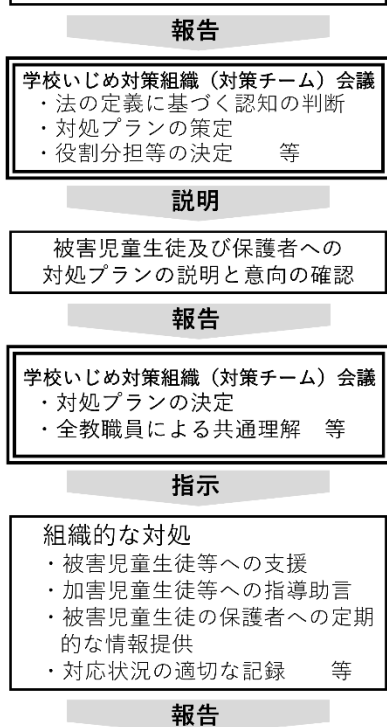 報告
学校いじめ対策組織（対策チーム）会議
・法の定義に基づく認知の判断
・対処プランの策定
・役割分担等の決定　　等
説明
被害児童生徒及び保護者への
対処プランの説明と意向の確認
報告
学校いじめ対策組織（対策チーム）会議
・対処プランの決定
・全教職員による共通理解　等
指示
組織的な対処
・被害児童生徒等への支援
・加害児童生徒等への指導助言
・被害児童生徒の保護者への定期
的な情報提供
・対応状況の適切な記録　　等
報告